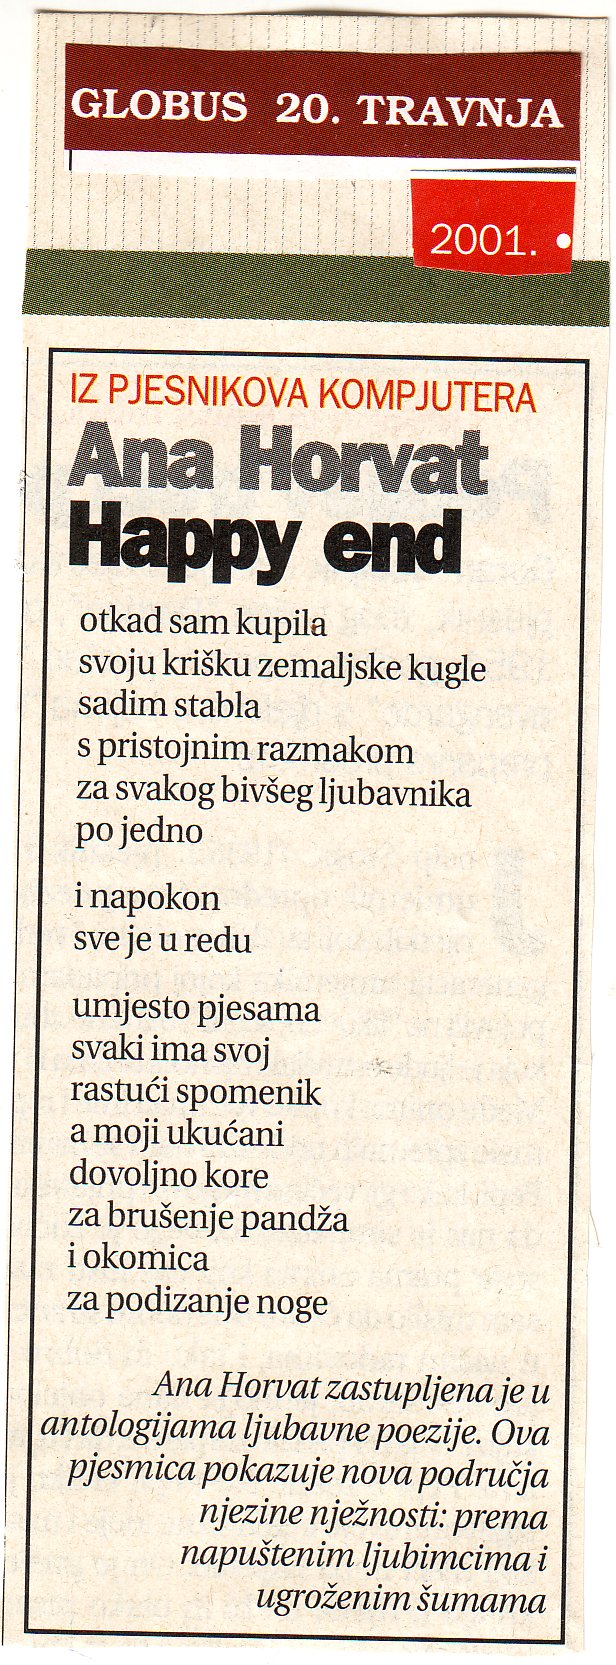 GLOBUS 20. TRAVNJA
2001.
IZ PJESNIKOVA KOMPJUTERA
Ana Horvat
Happy end
otkad sam kupila
svoju krišku zemaljske kugle
sadim stabla
s pristojnim razmakom
za svakog bivšeg ljubavnika
po jedno
i napokon
sve je u redu
umjesto pjesama
svaki ima svoj
rastući spomenik
a moji ukućani
dovoljno kore
za brušenje pandža
i okomica
za podizanje noge
Ana Horvat zastupljena je u
antologijama ljubavne poezije. Ova
pjesmica pokazuje nova područja
njezine nježnosti: prema
napuštenim ljubimcima i
ugroženim šumama